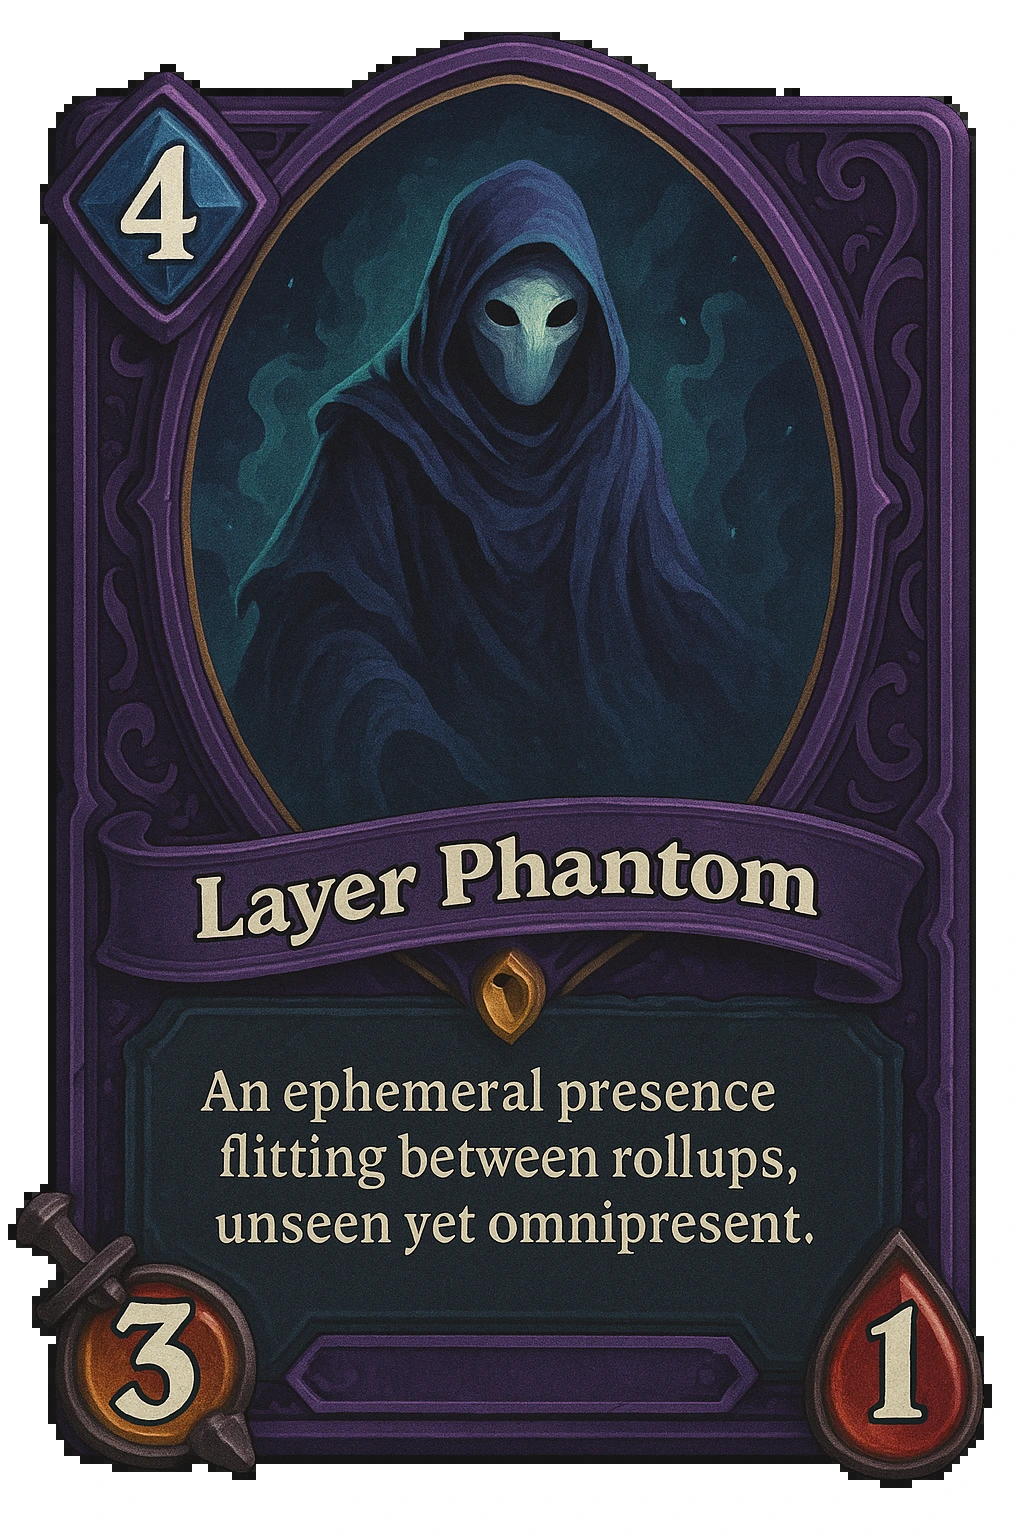 4
Layer Phantom
An ephemeral presence
flitting between rollups,
unseen yet omnipresent.
3
1